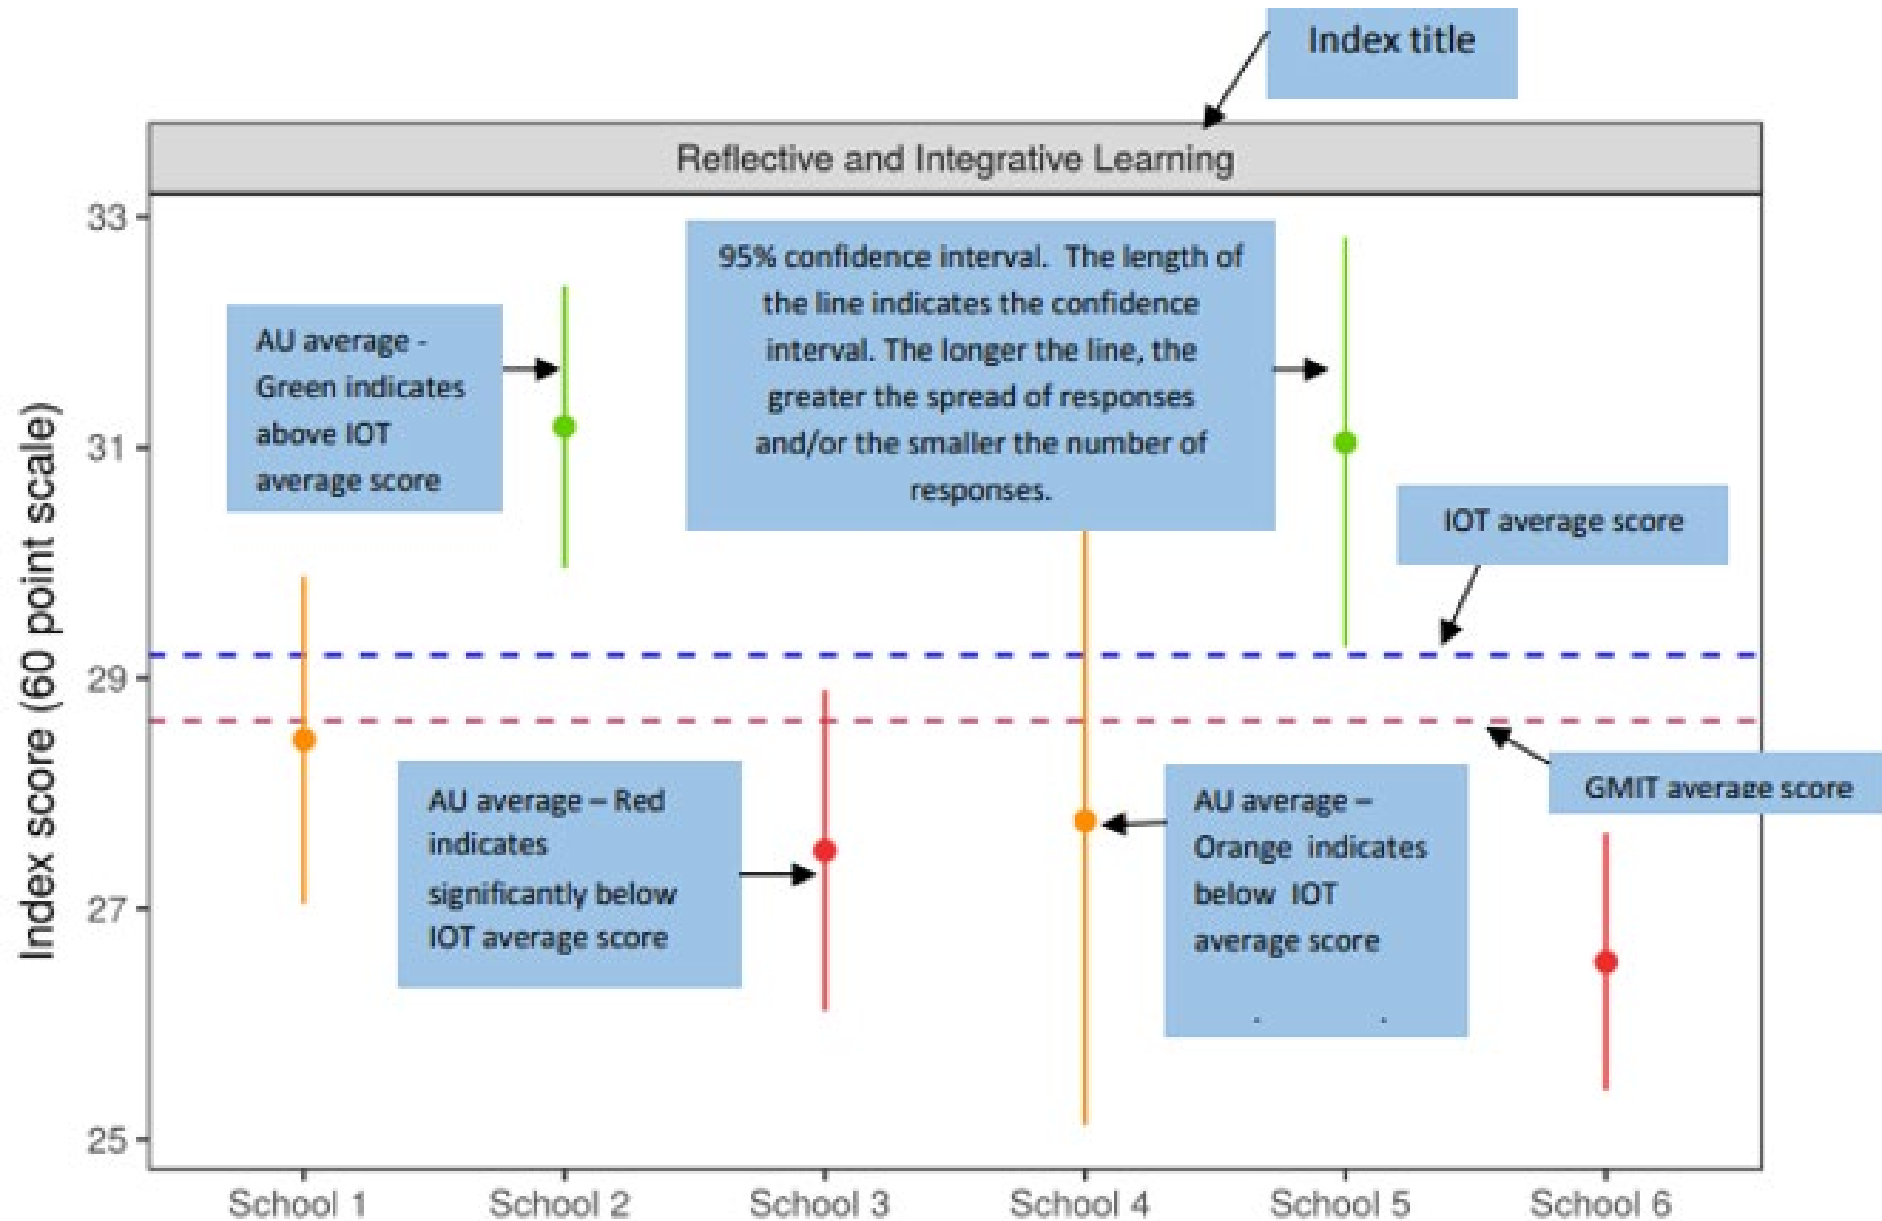 Index title
Reflective and Integrative Learning
Index score (60 point scale)
33
31
29
27
25
AU average -
Green indicates
above IOT
average score
95% confidence interval.  The length of
the line indicates the confidence
interval. The longer the line, the
greater the spread of responses
and/or the smaller the number of
responses.
IOT average score
GMIT average score
AU average – Red
indicates
significantly below
IOT average score
AU average –
Orange  indicates
below  IOT
average score
School 1
School 2
School 3
School 4
School 5
School 6